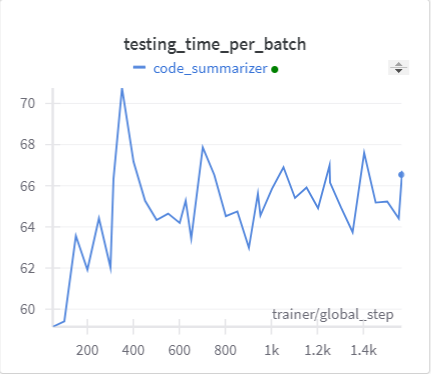 testing_time_per_batch
code_summarizer
70
68
66
64
62
60
trainer/global_step
200 400 600 800 1k 1.2k 1.4k